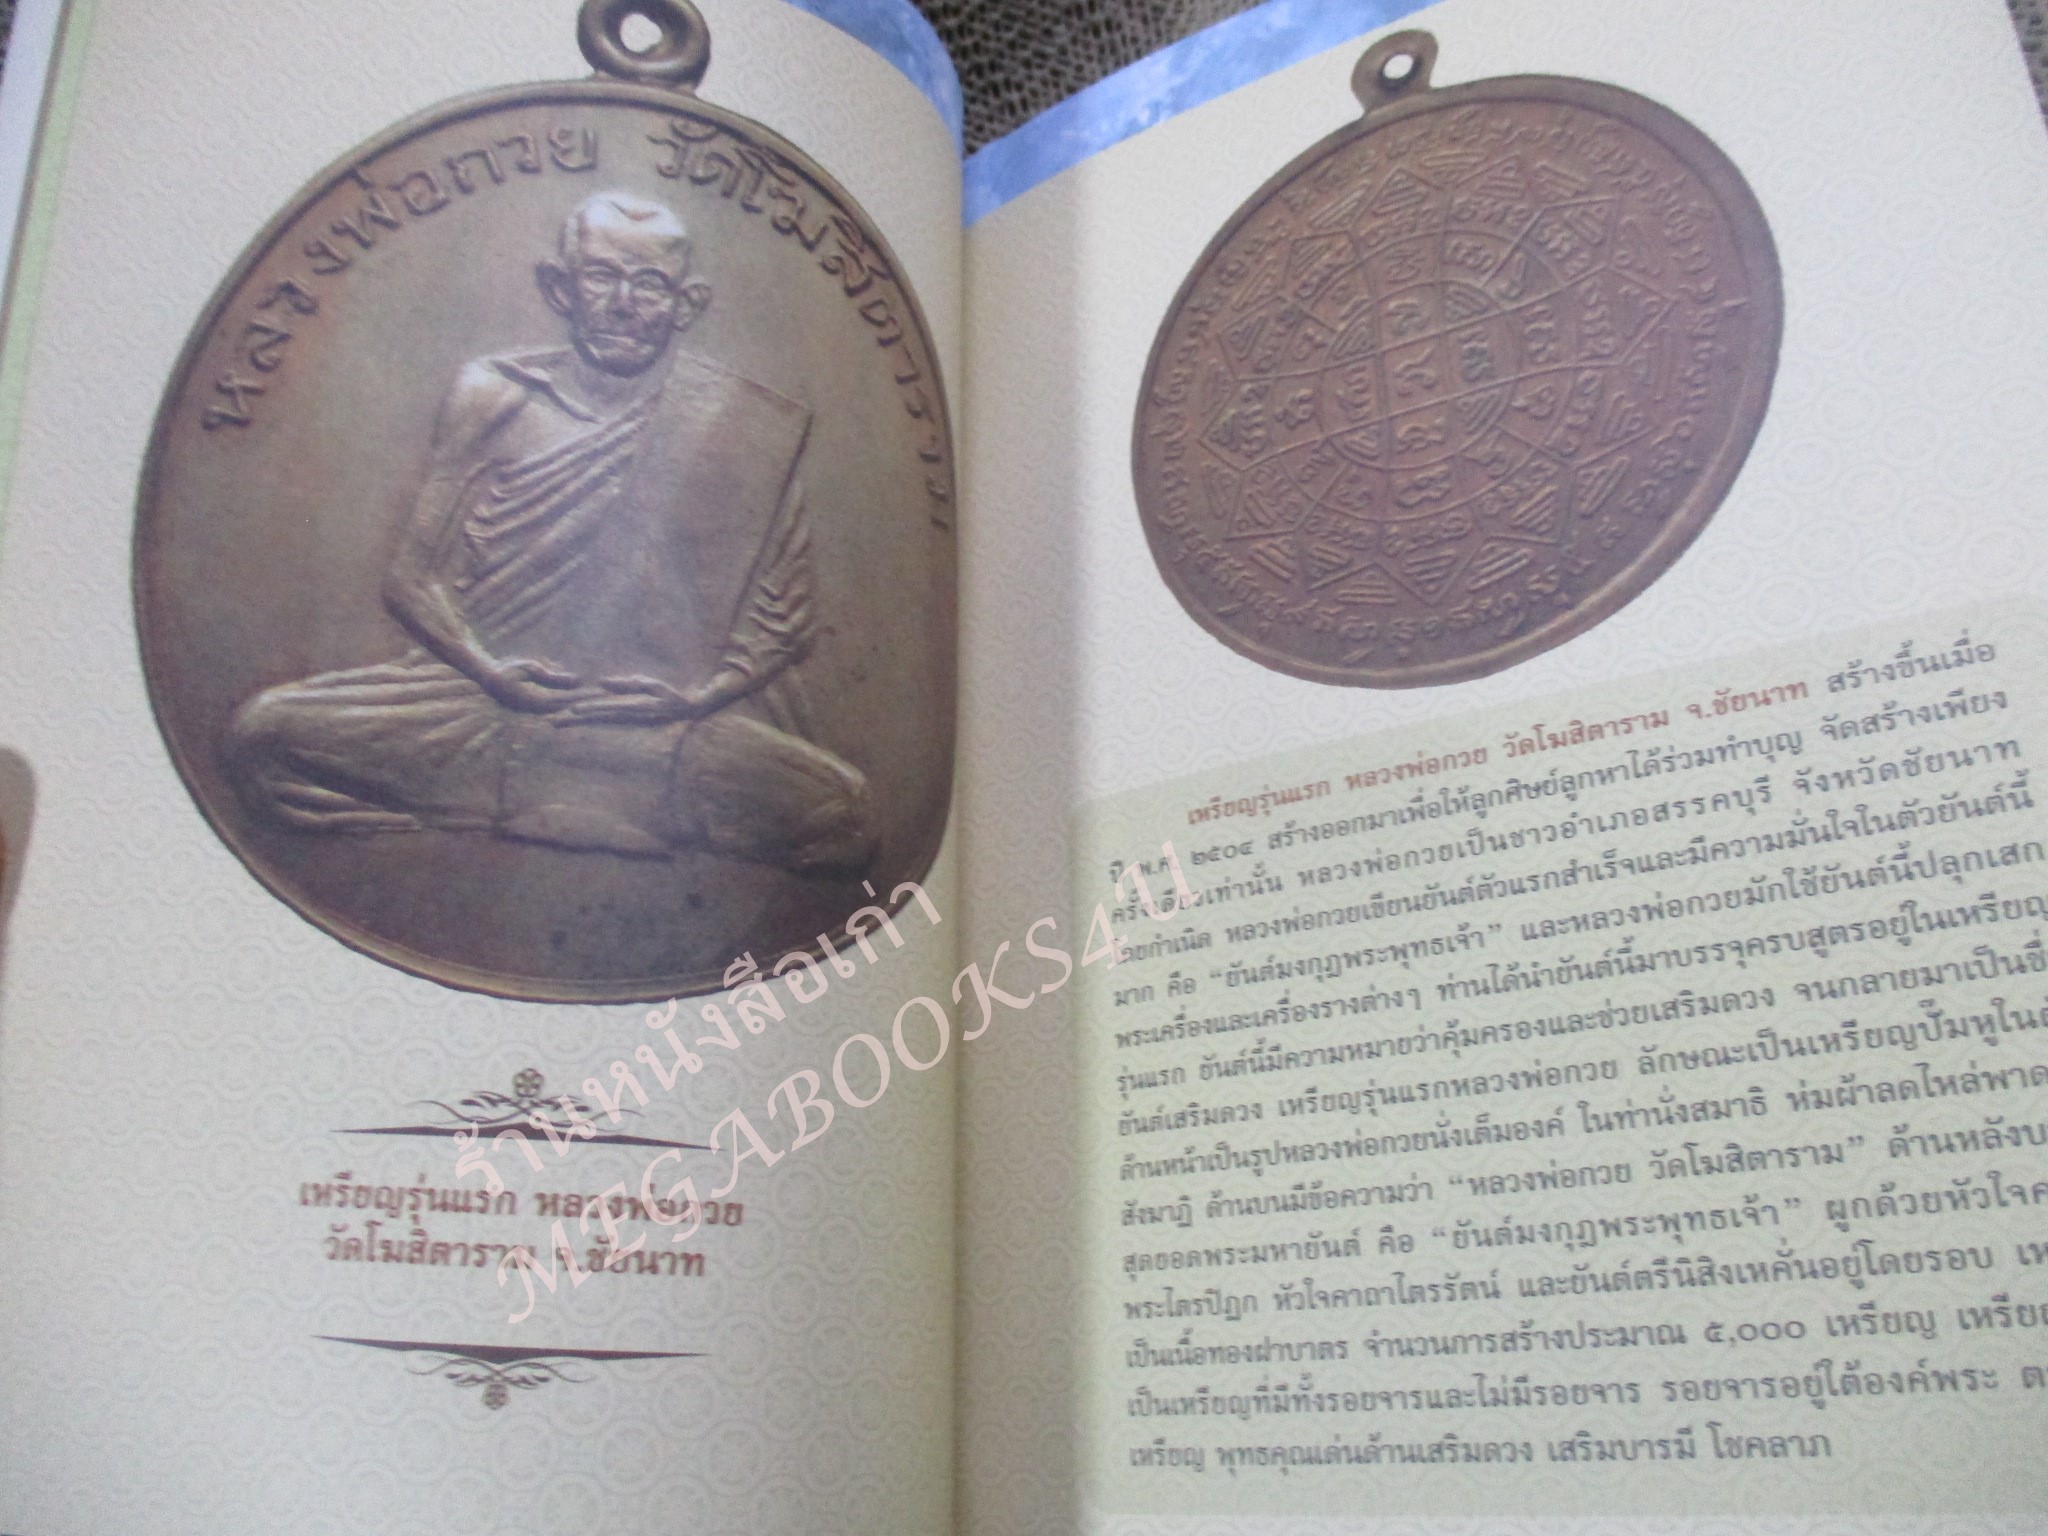 หลวงพ่อกวย วัดโฆสิตาราม
เหรียญรุ่นแรก หลวงพ่อกวย
วัดโฆสิตาราม จ.ชัยนาท
ร้านหนังสือเก่า
MEGABOOKS4U
เหรียญรุ่นแรก หลวงพ่อกวย วัดโฆสิตาราม จ.ชัยนาท สร้างขึ้นเมื่อ
ปี พ.ศ. ๒๕๐๔ สร้างออกมาเพื่อให้ลูกศิษย์ลูกหาได้ร่วมทำบุญ จัดสร้างเพียง
ครั้งเดียวเท่านั้น หลวงพ่อกวยเป็นชาวอำเภอสรรคบุรี จังหวัดชัยนาท
โดยกำเนิด หลวงพ่อกวยเขียนยันต์ตัวแรกสำเร็จและมีความมั่นใจในตัวยันต์นี้
มาก คือ “ยันต์มงกุฎพระพุทธเจ้า” และหลวงพ่อกวยมักใช้ยันต์นี้ปลุกเสก
พระเครื่องและเครื่องรางต่างๆ ท่านได้นำยันต์นี้มาบรรจุครบสูตรอยู่ในเหรียญ
รุ่นแรก ยันต์นี้มีความหมายว่าคุ้มครองและช่วยเสริมดวง จนกลายมาเป็นชื่
ยันต์เสริมดวง เหรียญรุ่นแรกหลวงพ่อกวย ลักษณะเป็นเหรียญปั๊มหูในตั
ด้านหน้าเป็นรูปหลวงพ่อกวยนั่งเต็มองค์ ในท่านั่งสมาธิ ห่มผ้าลดไหล่พาด
สังฆาฏิ ด้านบนมีข้อความว่า “หลวงพ่อกวย วัดโฆสิตาราม” ด้านหลังบ
สุดยอดพระมหายันต์ คือ “ยันต์มงกุฎพระพุทธเจ้า” ผูกด้วยหัวใจค
พระไตรปิฎก หัวใจคาถาไตรรัตน์ และยันต์ตรีนิสิงเหคั่นอยู่โดยรอบ เห
เป็นเนื้อทองฝาบาตร จำนวนการสร้างประมาณ ๕,๐๐๐ เหรียญ เหรีย
เป็นเหรียญที่มีทั้งรอยจารและไม่มีรอยจาร รอยจารอยู่ใต้องค์พระ ต
เหรียญ พุทธคุณเด่นด้านเสริมดวง เสริมบารมี โชคลาภ